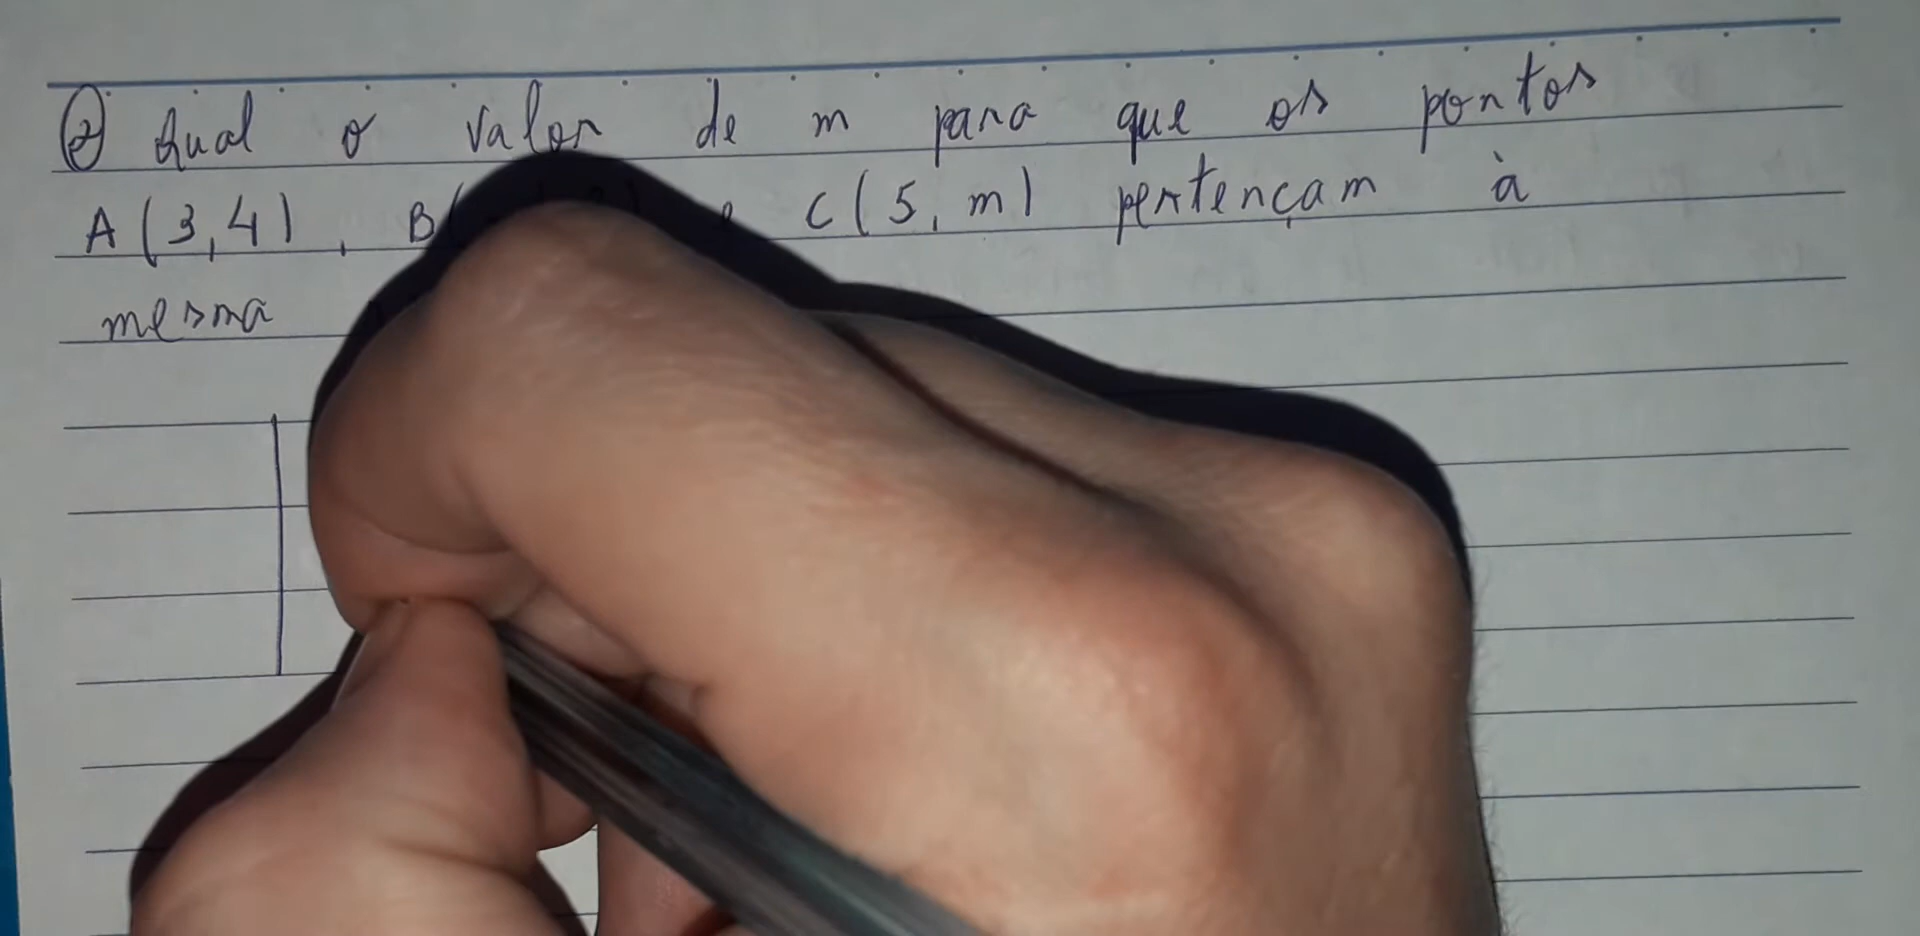 ② Qual o valor de m para que os pontos
A(3,4), B( e C(5, m) pertençam à
mesma